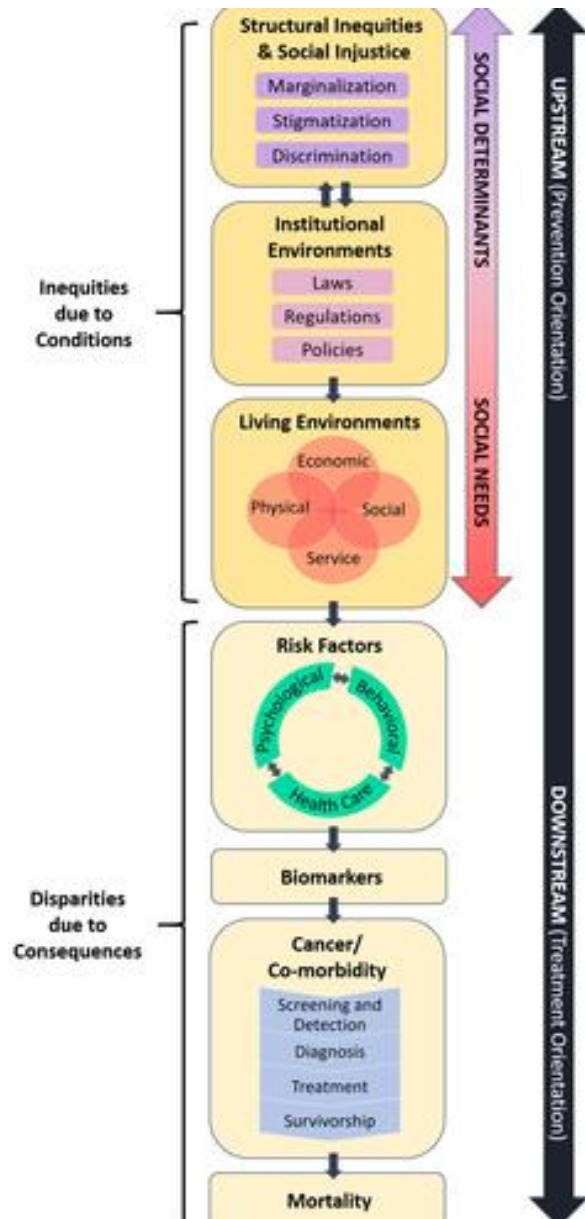 Structural Inequities
& Social Injustice
Marginalization
Stigmatization
Discrimination
Institutional
Environments
Laws
Regulations
Policies
Inequities
due to
Conditions
Living Environments
Economic
Physical
Social
Service
SOCIAL DETERMINANTS
SOCIAL NEEDS
UPSTREAM (Prevention Orientation)
Risk Factors
Psychological
Behavioral
Health Care
Biomarkers
Disparities
due to
Consequences
Cancer/
Co-morbidity
Screening and
Detection
Diagnosis
Treatment
Survivorship
Mortality
DOWNSTREAM (Treatment Orientation)